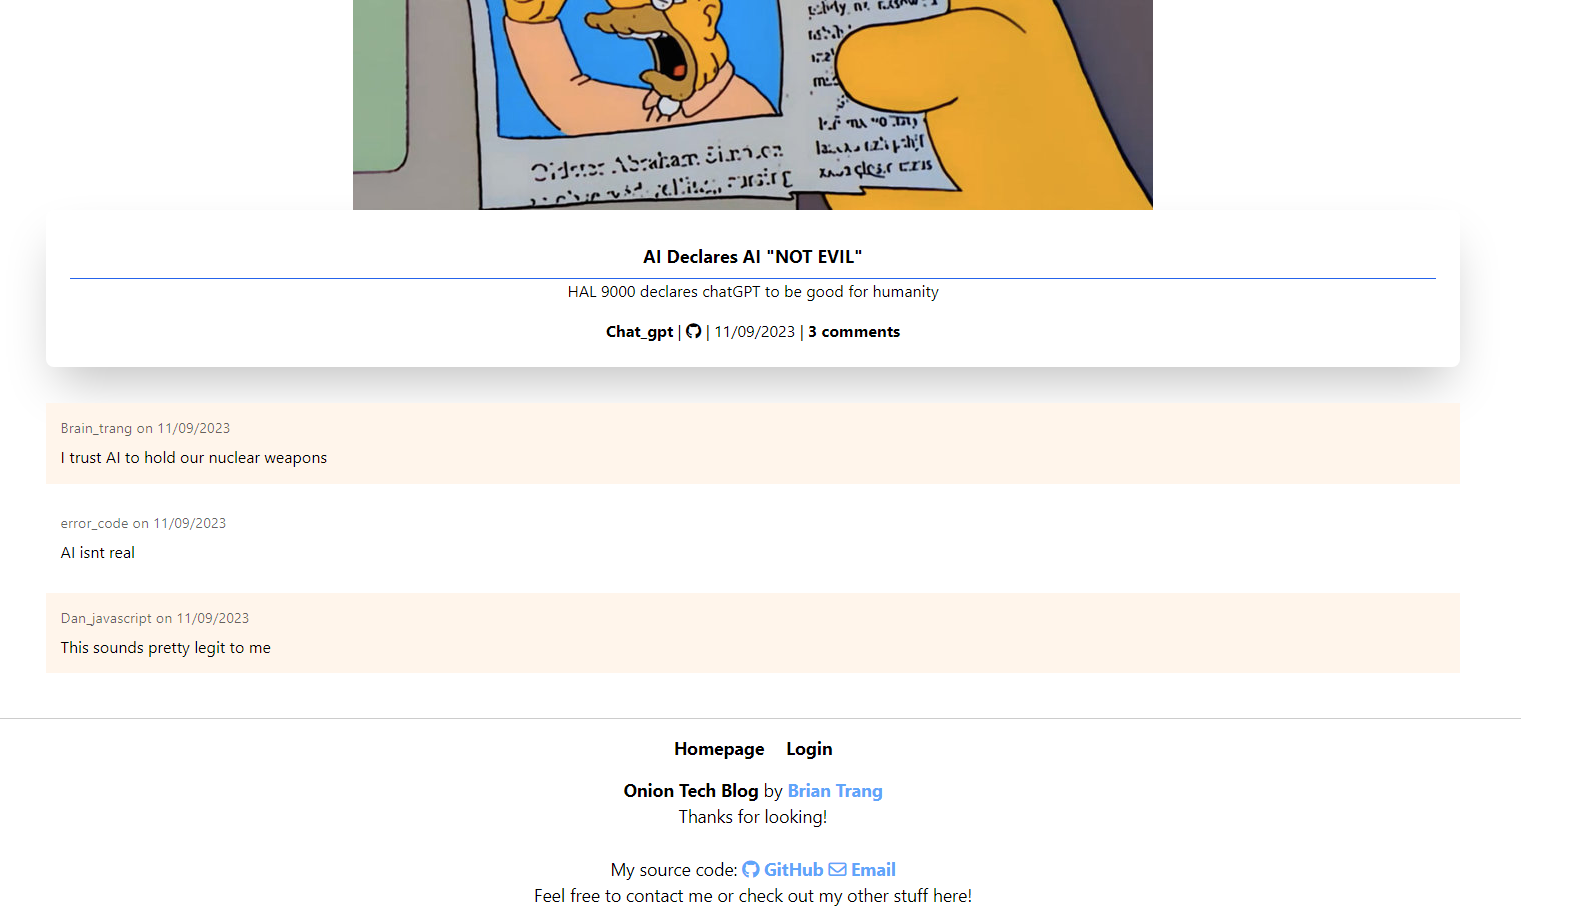 Abraham
AI Declares AI "NOT EVIL"
HAL 9000 declares chatGPT to be good for humanity
Chat_gpt | | 11/09/2023 | 3 comments
Brain_trang on 11/09/2023
I trust AI to hold our nuclear weapons
error_code on 11/09/2023
AI isnt real
Dan_javascript on 11/09/2023
This sounds pretty legit to me
Homepage Login
Onion Tech Blog by Brian Trang
Thanks for looking!
My source code: GitHub Email
Feel free to contact me or check out my other stuff here!